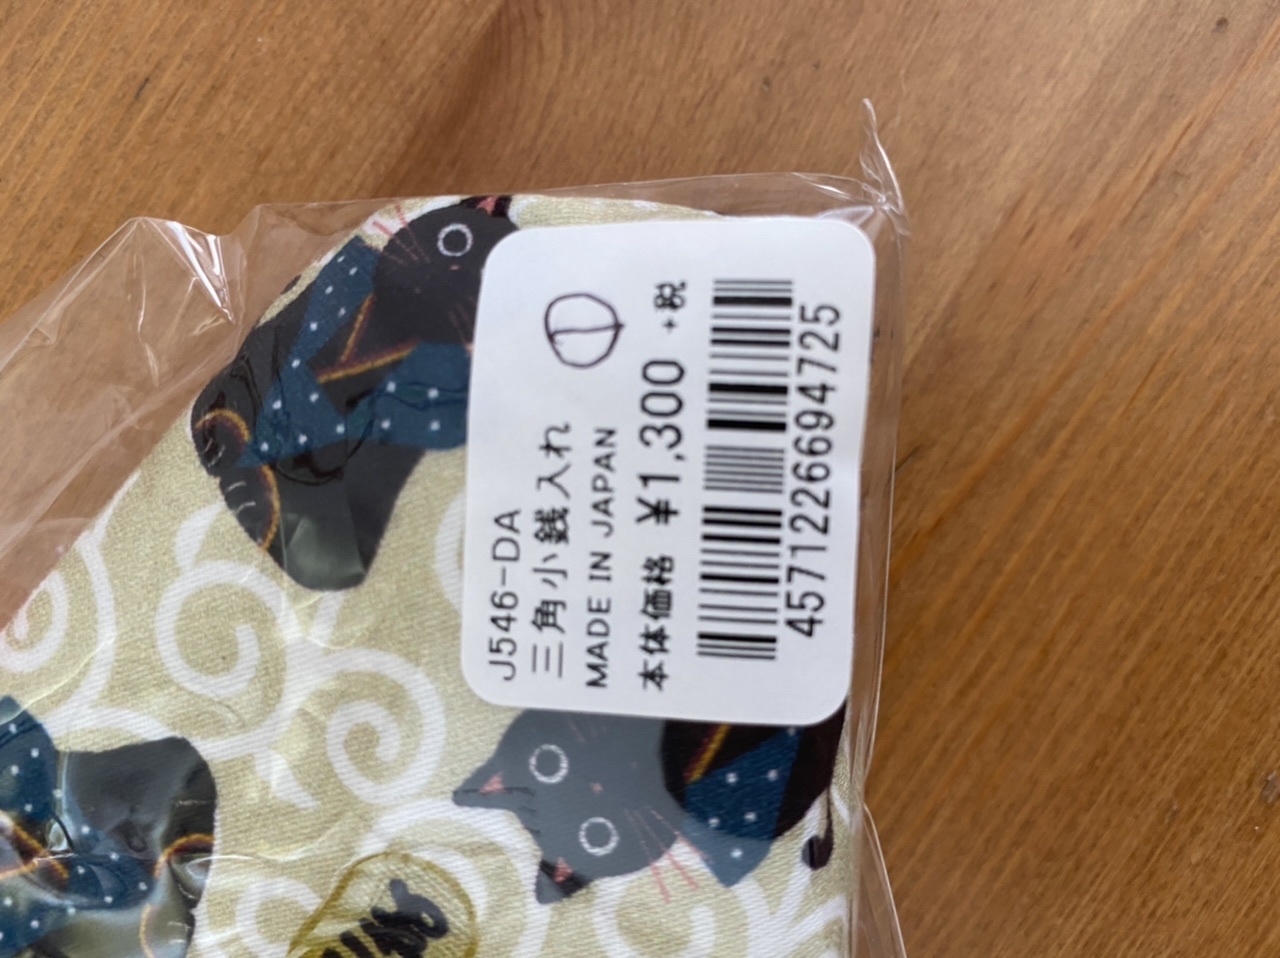 J546-DA
三角小銭入れ
MADE IN JAPAN
本体価格 ¥1,300 +税
4571226694725